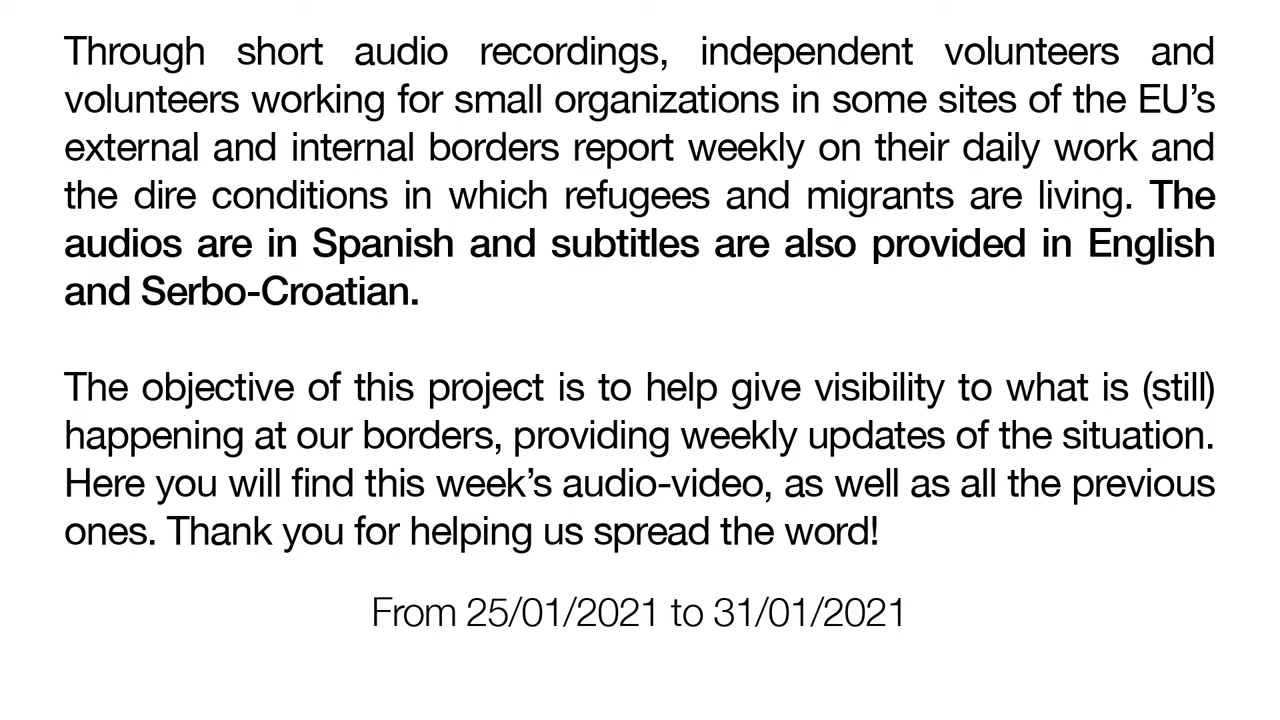 Through short audio recordings, independent volunteers and
volunteers working for small organizations in some sites of the EU’s
external and internal borders report weekly on their daily work and
the dire conditions in which refugees and migrants are living. The
audios are in Spanish and subtitles are also provided in English
and Serbo-Croatian.
The objective of this project is to help give visibility to what is (still)
happening at our borders, providing weekly updates of the situation.
Here you will find this week’s audio-video, as well as all the previous
ones. Thank you for helping us spread the word!
From 25/01/2021 to 31/01/2021